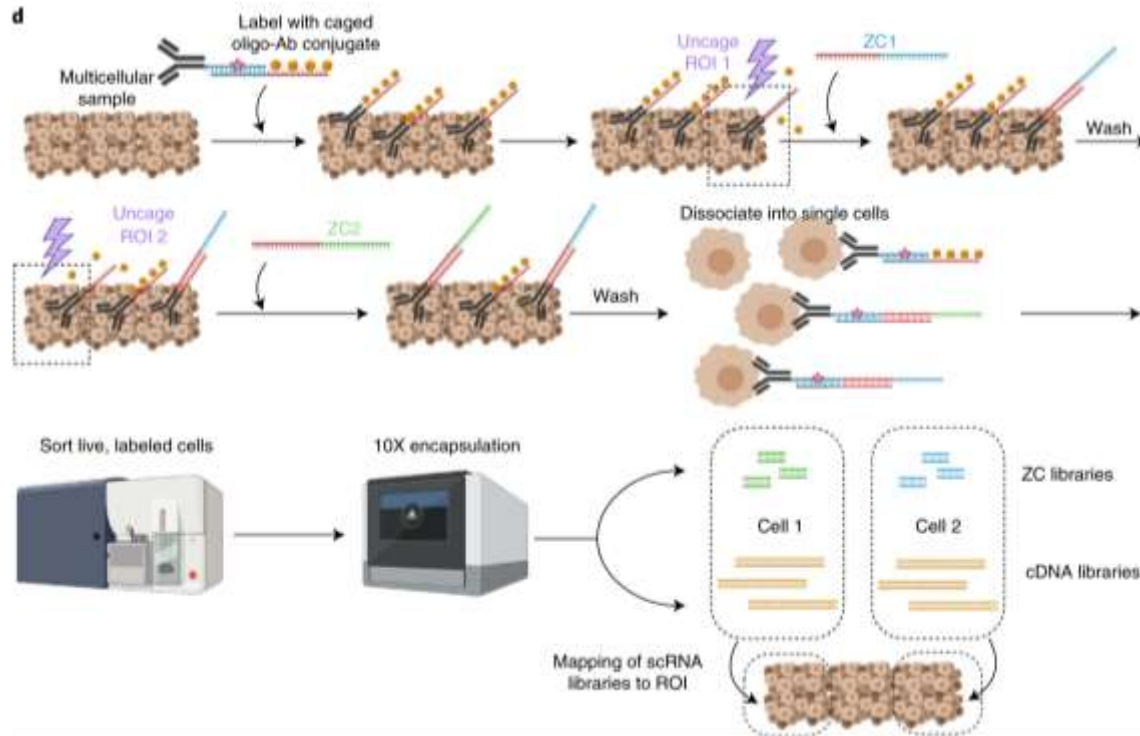 d
Label with caged
oligo-Ab conjugate
Multicellular
sample
Uncage
ROI 1
ZC1
Wash
Uncage
ROI 2
ZC2
Wash
Dissociate into single cells
Sort live, labeled cells
10X encapsulation
Cell 1
Cell 2
ZC libraries
cDNA libraries
Mapping of scRNA
libraries to ROI